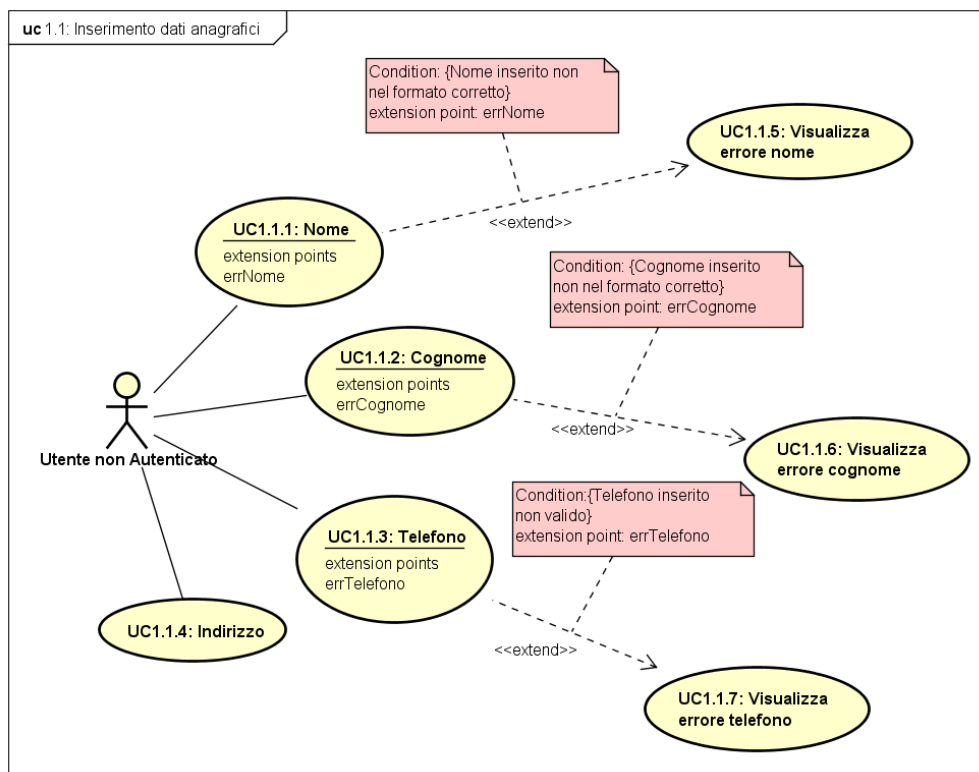 uc 1.1: Inserimento dati anagrafici
Condition: {Nome inserito non
nel formato corretto}
extension point: errNome
UC1.1.5: Visualizza
errore nome
<<extend>>
UC1.1.1: Nome
extension points
errNome
Condition: {Cognome inserito
non nel formato corretto}
extension point: errCognome
UC1.1.2: Cognome
extension points
errCognome
<<extend>>
UC1.1.6: Visualizza
errore cognome
Utente non Autenticato
Condition:{Telefono inserito
non valido}
extension point: errTelefono
UC1.1.3: Telefono
extension points
errTelefono
UC1.1.4: Indirizzo
<<extend>>
UC1.1.7: Visualizza
errore telefono